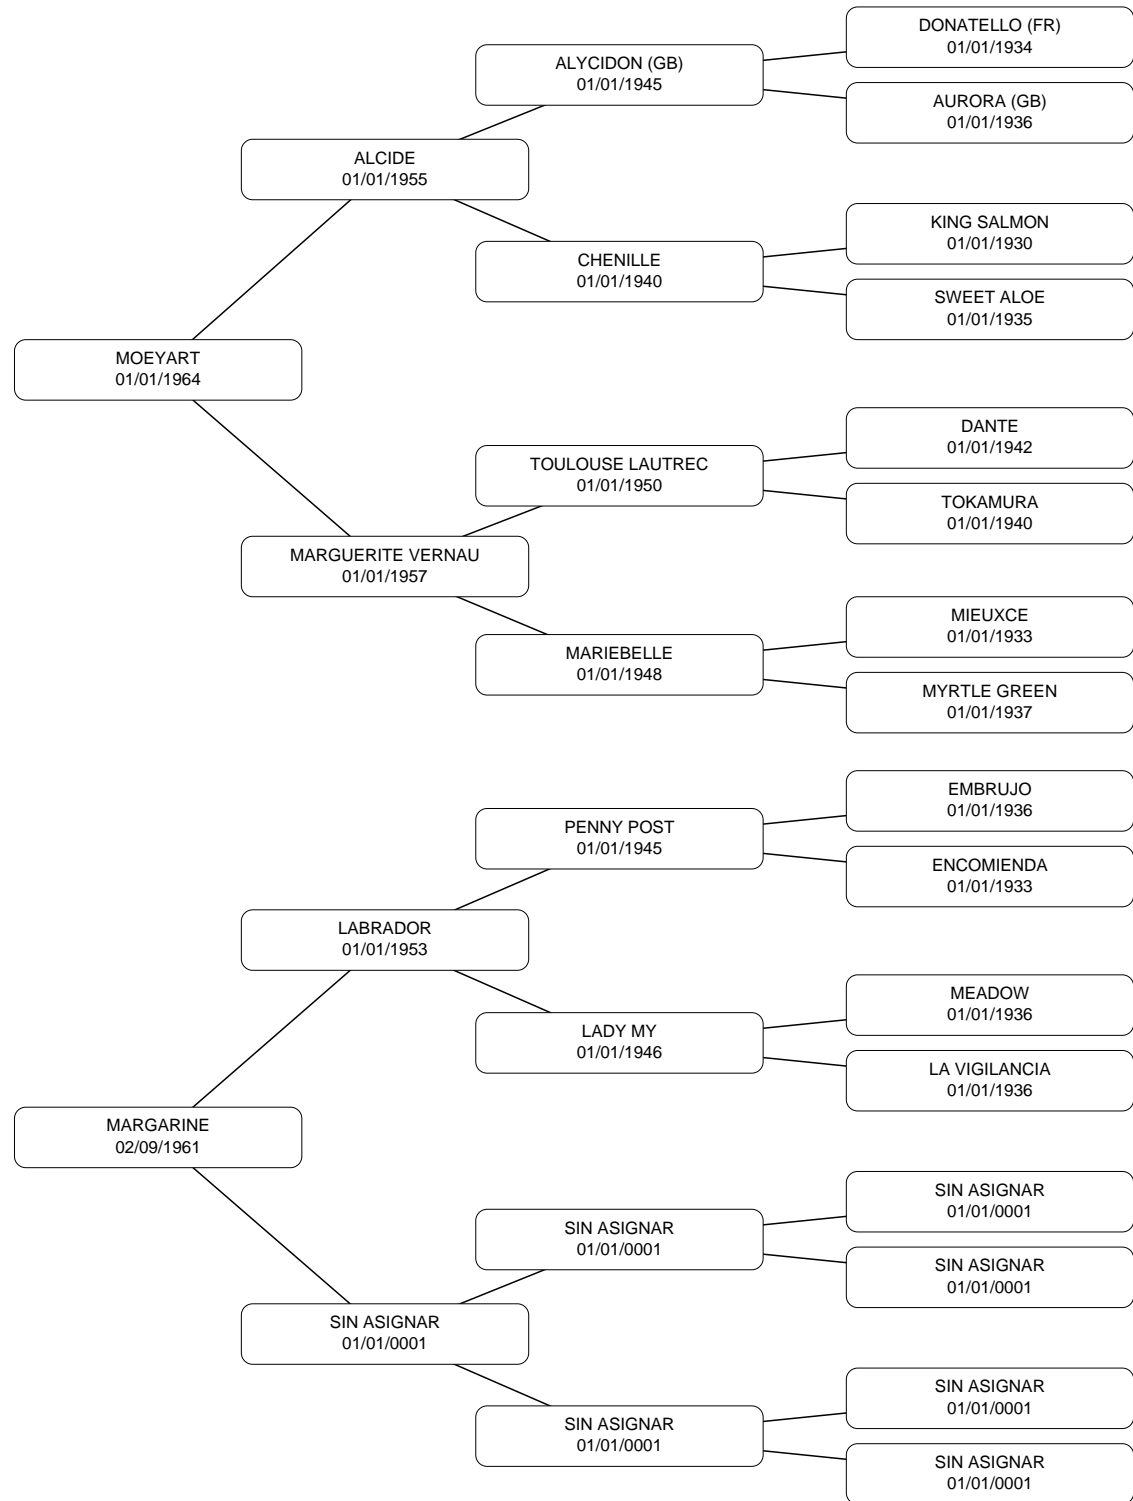 DONATELLO (FR)
01/01/1934
ALYCIDON (GB)
01/01/1945
AURORA (GB)
01/01/1936
ALCIDE
01/01/1955
KING SALMON
01/01/1930
CHENILLE
01/01/1940
SWEET ALOE
01/01/1935
MOEYART
01/01/1964
DANTE
01/01/1942
TOULOUSE LAUTREC
01/01/1950
TOKAMURA
01/01/1940
MARGUERITE VERNAU
01/01/1957
MIEUXCE
01/01/1933
MARIEBELLE
01/01/1948
MYRTLE GREEN
01/01/1937
EMBRUJO
01/01/1936
PENNY POST
01/01/1945
ENCOMIENDA
01/01/1933
LABRADOR
01/01/1953
MEADOW
01/01/1936
LADY MY
01/01/1946
LA VIGILANCIA
01/01/1936
MARGARINE
02/09/1961
SIN ASIGNAR
01/01/0001
SIN ASIGNAR
01/01/0001
SIN ASIGNAR
01/01/0001
SIN ASIGNAR
01/01/0001
SIN ASIGNAR
01/01/0001
SIN ASIGNAR
01/01/0001
SIN ASIGNAR
01/01/0001